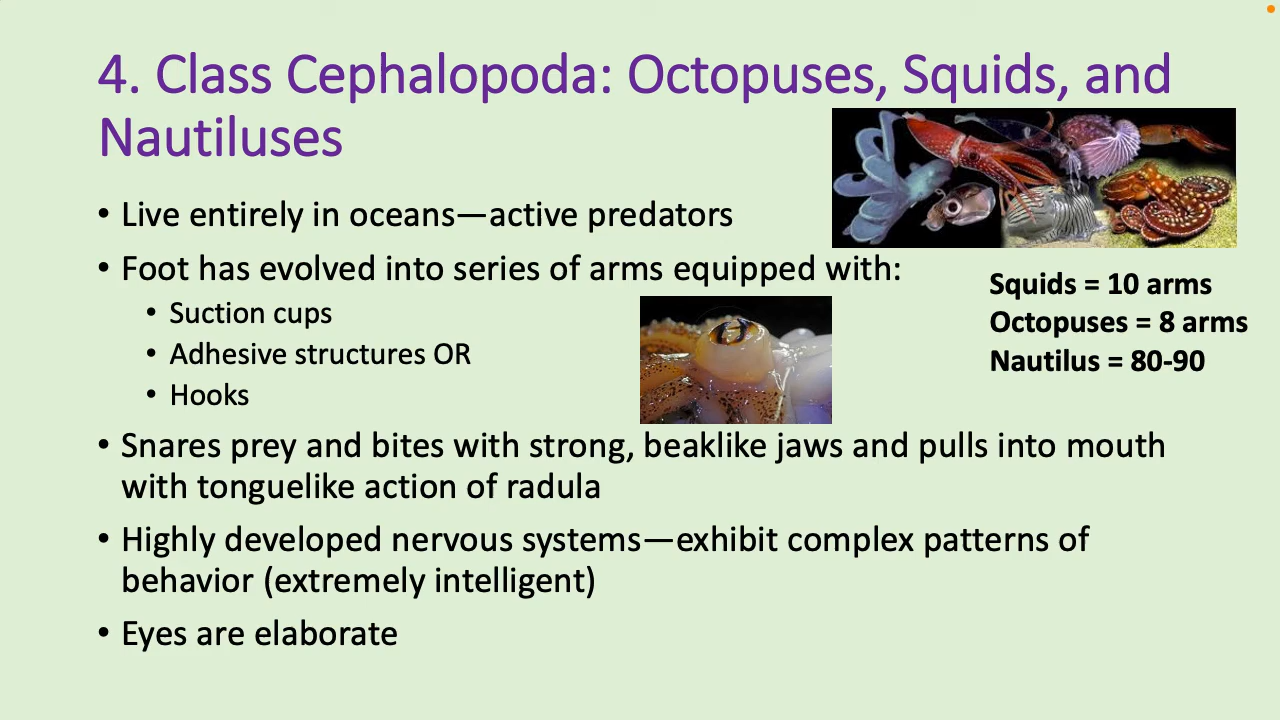 4. Class Cephalopoda: Octopuses, Squids, and
Nautiluses
• Live entirely in oceans—active predators
• Foot has evolved into series of arms equipped with:
• Suction cups
• Adhesive structures OR
• Hooks
Squids = 10 arms
Octopuses = 8 arms
Nautilus = 80-90
• Snares prey and bites with strong, beaklike jaws and pulls into mouth
with tonguelike action of radula
• Highly developed nervous systems—exhibit complex patterns of
behavior (extremely intelligent)
• Eyes are elaborate